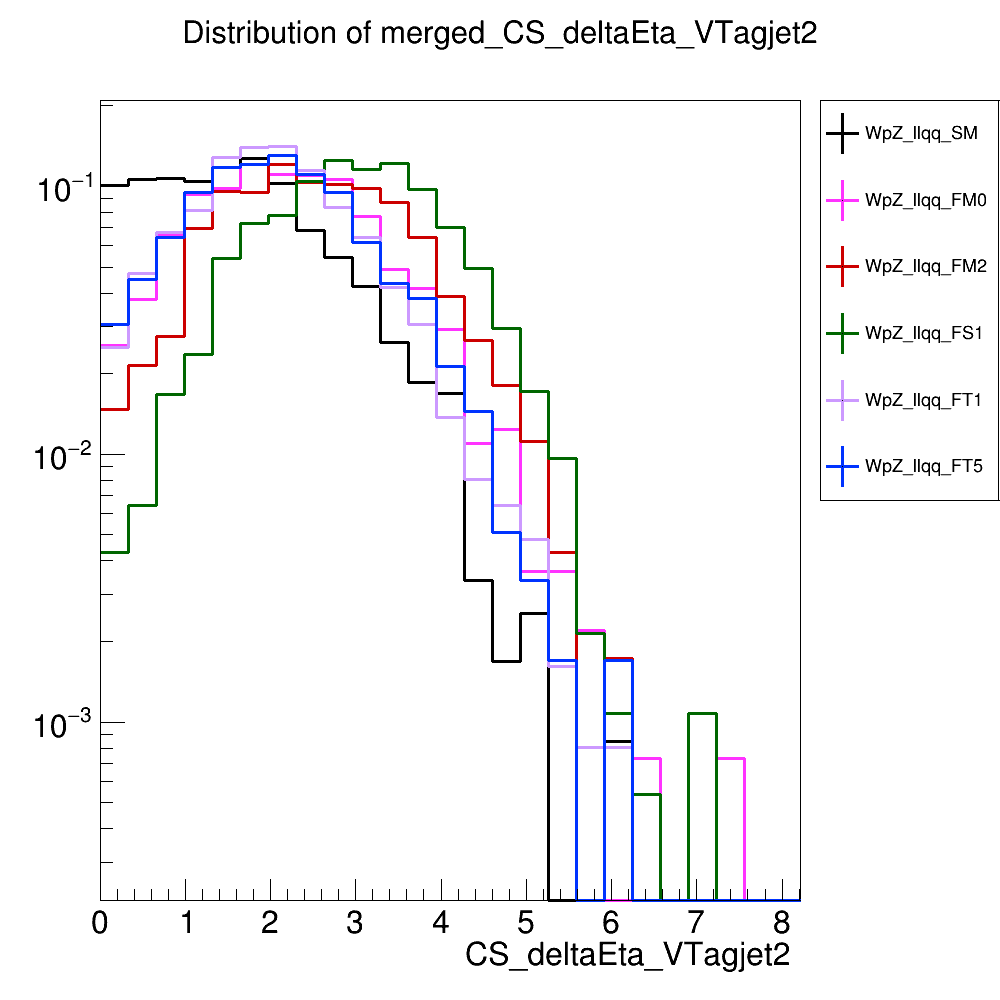 Distribution of merged_CS_deltaEta_VTagjet2
WpZ_llqq_SM
WpZ_llqq_FM0
WpZ_llqq_FM2
WpZ_llqq_FS1
WpZ_llqq_FT1
WpZ_llqq_FT5
10⁻¹
10⁻²
10⁻³
0 1 2 3 4 5 6 7 8
CS_deltaEta_VTagjet2